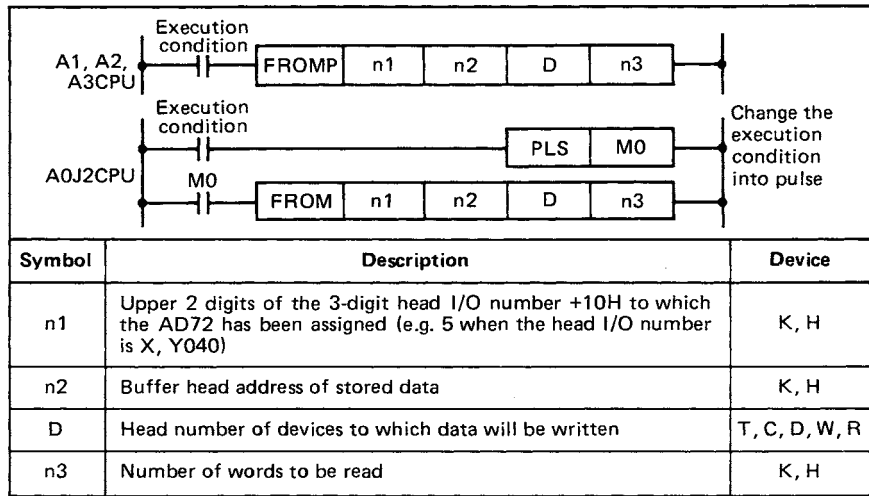 Execution
condition
A1, A2,
A3CPU
FROMP n1 n2 D n3
Execution
condition
PLS M0
Change the
execution
condition
into pulse
A0J2CPU
M0
FROM n1 n2 D n3
Symbol Description Device
n1 Upper 2 digits of the 3-digit head I/O number +10H to which
the AD72 has been assigned (e.g. 5 when the head I/O number
is X, Y040)
K, H
n2 Buffer head address of stored data K, H
D Head number of devices to which data will be written T, C, D, W, R
n3 Number of words to be read K, H